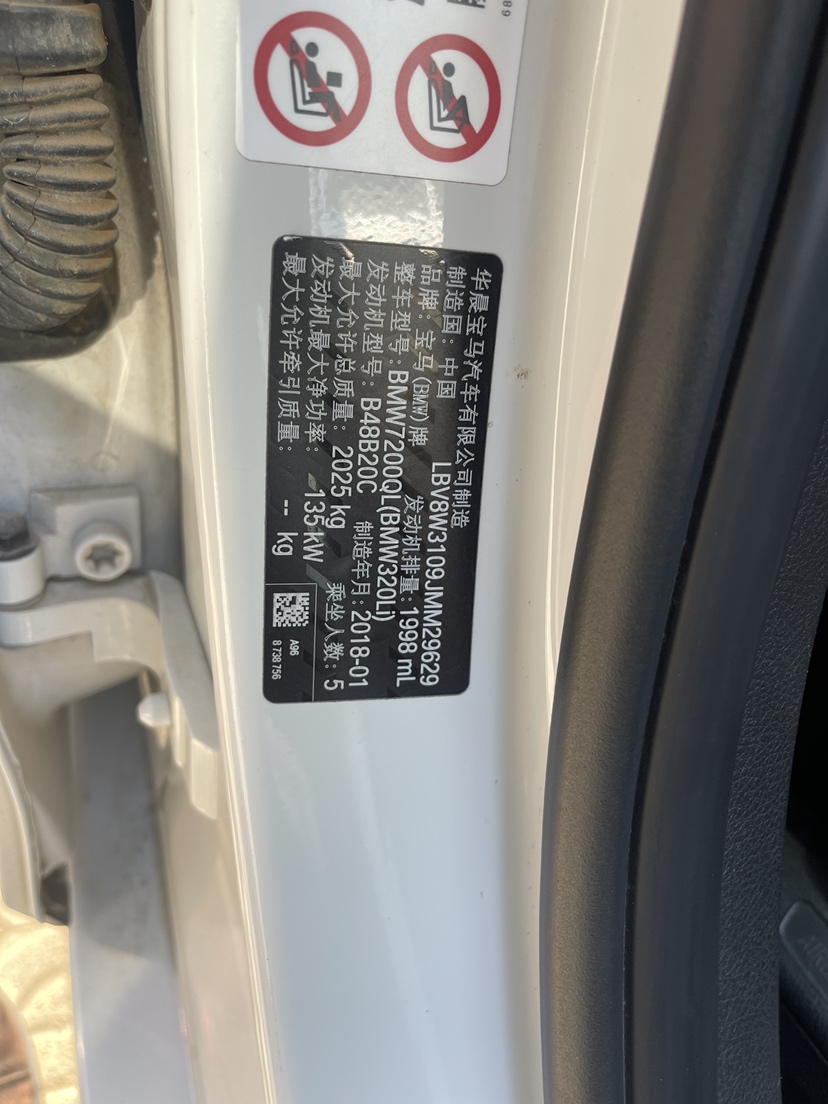 华晨宝马汽车有限公司制造
制造国：中国 LBV8W3109JMM29629
品牌：宝马(BMW)牌 发动机排量：1998 mL
整车型号：BMW7200QL(BMW320Li)
发动机型号：B48B20C 制造年月：2018-01
最大允许总质量：2025 kg 乘坐人数：5
发动机最大净功率：135 kW
最大允许牵引质量：-- kg
A96
8 738 756